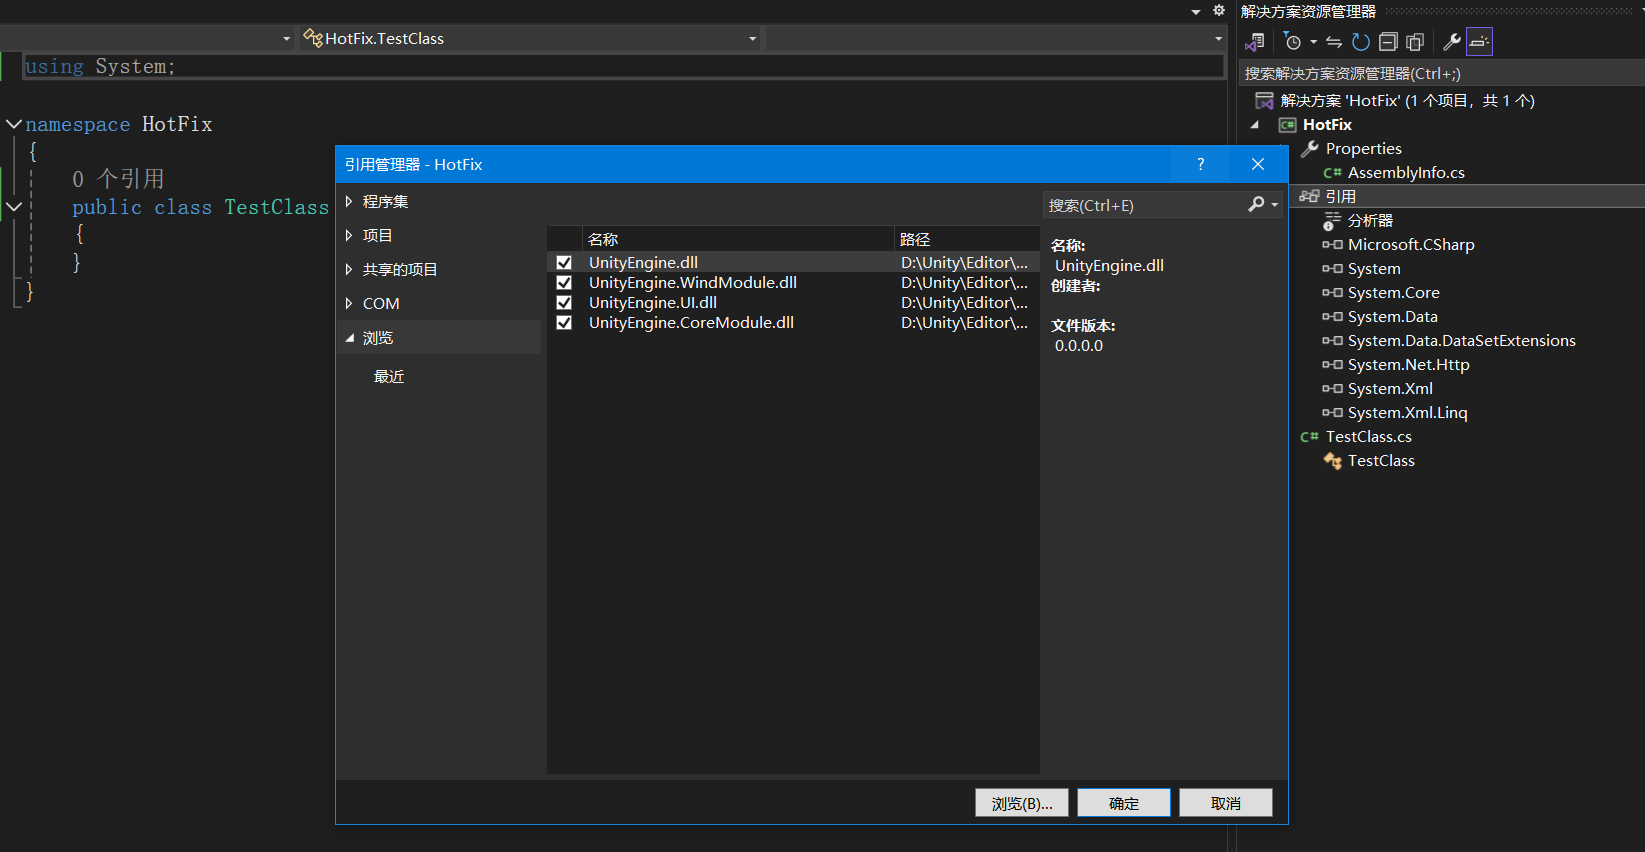 HotFix.TestClass
using System;
namespace HotFix
{
0 个引用
public class TestClass
{
}
}
引用管理器 - HotFix
?
程序集
项目
共享的项目
COM
浏览
最近
搜索(Ctrl+E)
名称 路径
UnityEngine.dll D:\Unity\Editor\...
UnityEngine.WindModule.dll D:\Unity\Editor\...
UnityEngine.UI.dll D:\Unity\Editor\...
UnityEngine.CoreModule.dll D:\Unity\Editor\...
名称:
UnityEngine.dll
创建者:
文件版本:
0.0.0.0
浏览(B)... 确定 取消
解决方案资源管理器
搜索解决方案资源管理器(Ctrl+;)
解决方案 'HotFix' (1 个项目，共 1 个)
C# HotFix
Properties
C# AssemblyInfo.cs
引用
分析器
Microsoft.CSharp
System
System.Core
System.Data
System.Data.DataSetExtensions
System.Net.Http
System.Xml
System.Xml.Linq
C# TestClass.cs
TestClass